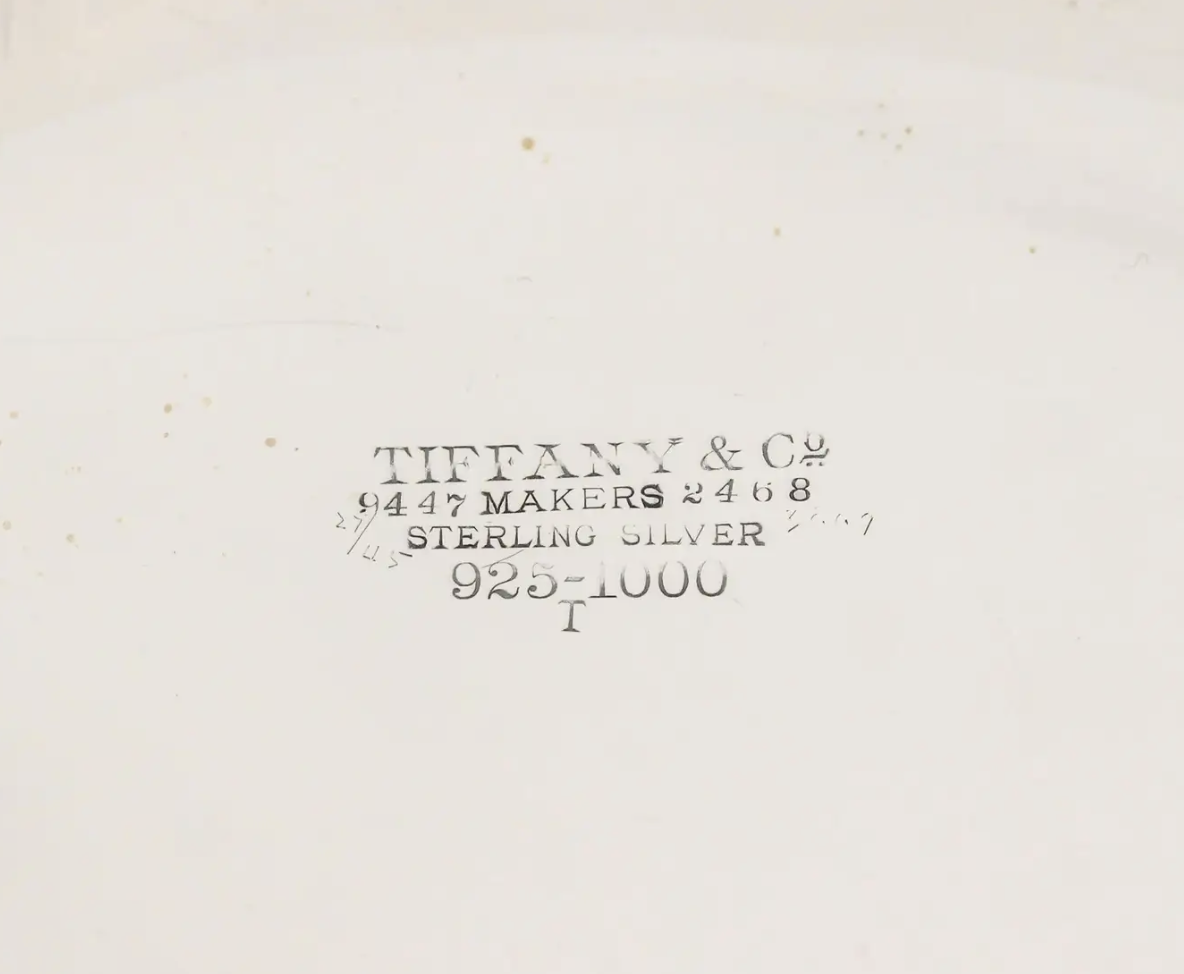 TIFFANY & Cº
9447 MAKERS 2468
STERLING SILVER
925-1000
T